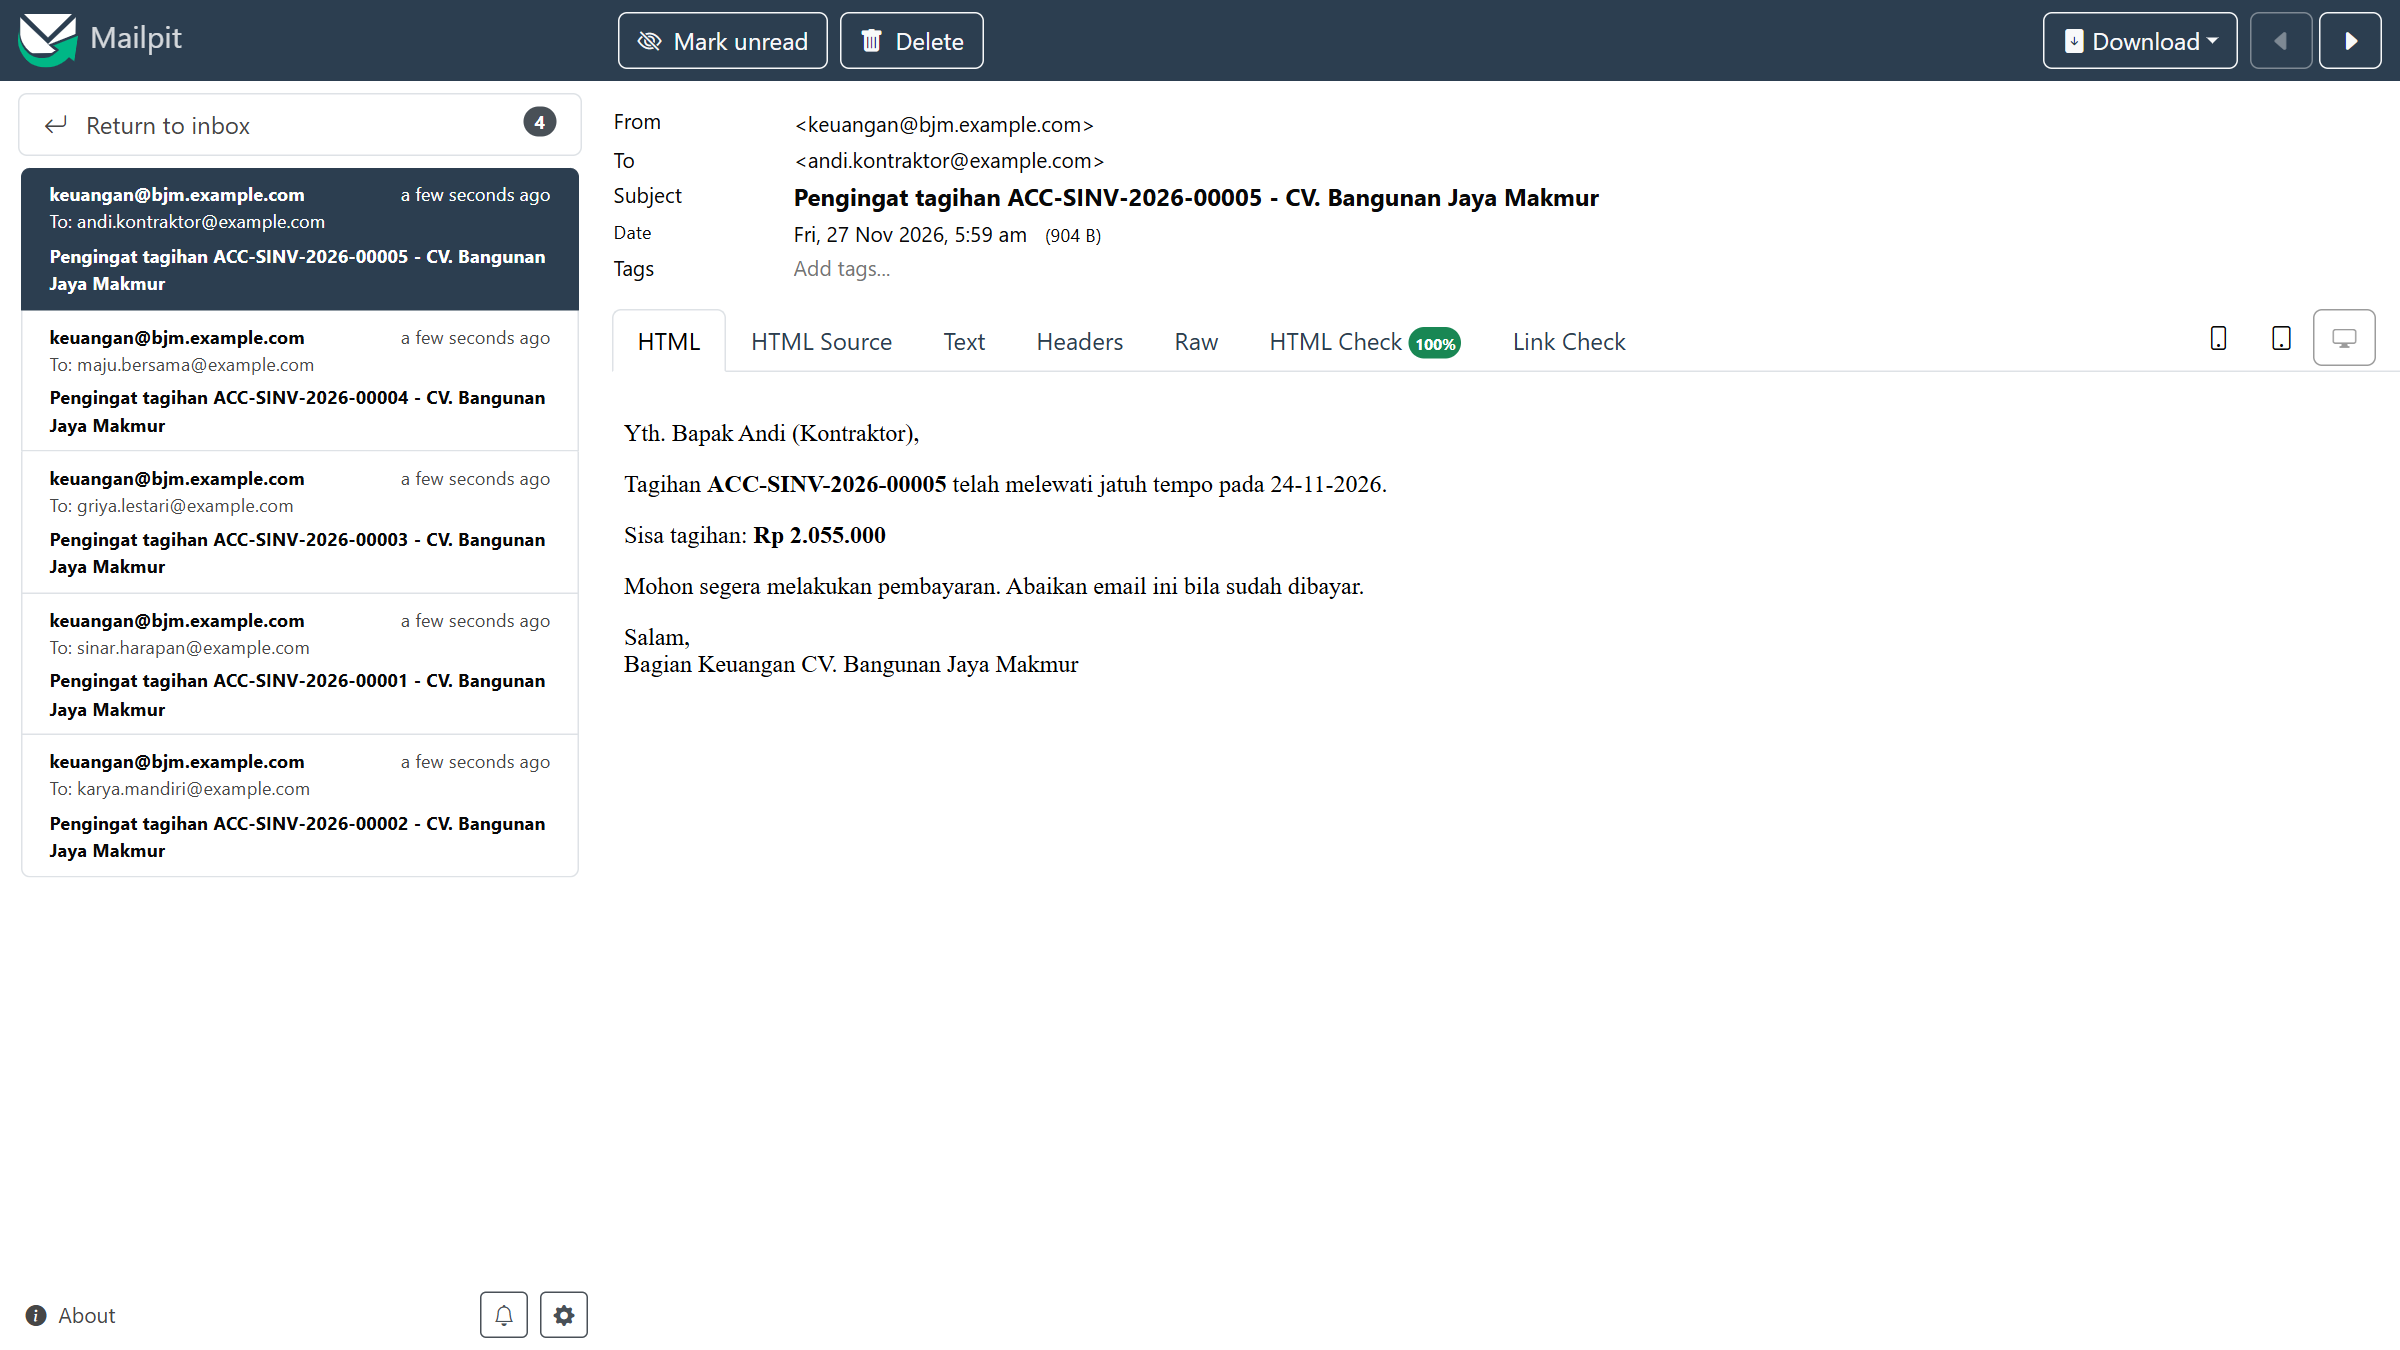 Mailpit
Mark unread
Delete
Download
Return to inbox
4
keuangan@bjm.example.com
a few seconds ago
To: andi.kontraktor@example.com
Pengingat tagihan ACC-SINV-2026-00005 - CV. Bangunan
Jaya Makmur
keuangan@bjm.example.com
a few seconds ago
To: maju.bersama@example.com
Pengingat tagihan ACC-SINV-2026-00004 - CV. Bangunan
Jaya Makmur
keuangan@bjm.example.com
a few seconds ago
To: griya.lestari@example.com
Pengingat tagihan ACC-SINV-2026-00003 - CV. Bangunan
Jaya Makmur
keuangan@bjm.example.com
a few seconds ago
To: sinar.harapan@example.com
Pengingat tagihan ACC-SINV-2026-00001 - CV. Bangunan
Jaya Makmur
keuangan@bjm.example.com
a few seconds ago
To: karya.mandiri@example.com
Pengingat tagihan ACC-SINV-2026-00002 - CV. Bangunan
Jaya Makmur
About
From <keuangan@bjm.example.com>
To <andi.kontraktor@example.com>
Subject Pengingat tagihan ACC-SINV-2026-00005 - CV. Bangunan Jaya Makmur
Date Fri, 27 Nov 2026, 5:59 am (904 B)
Tags Add tags...
HTML
HTML Source
Text
Headers
Raw
HTML Check 100%
Link Check
Yth. Bapak Andi (Kontraktor),
Tagihan ACC-SINV-2026-00005 telah melewati jatuh tempo pada 24-11-2026.
Sisa tagihan: Rp 2.055.000
Mohon segera melakukan pembayaran. Abaikan email ini bila sudah dibayar.
Salam,
Bagian Keuangan CV. Bangunan Jaya Makmur